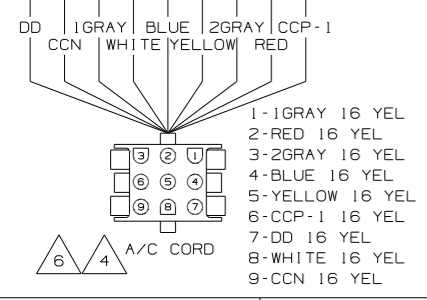 DD 1GRAY BLUE 2GRAY CCP-1
CCN WHITE YELLOW RED
1-1GRAY 16 YEL
2-RED 16 YEL
3-2GRAY 16 YEL
4-BLUE 16 YEL
5-YELLOW 16 YEL
6-CCP-1 16 YEL
7-DD 16 YEL
8-WHITE 16 YEL
9-CCN 16 YEL
3 2 1
6 5 4
9 8 7
6 4 A/C CORD